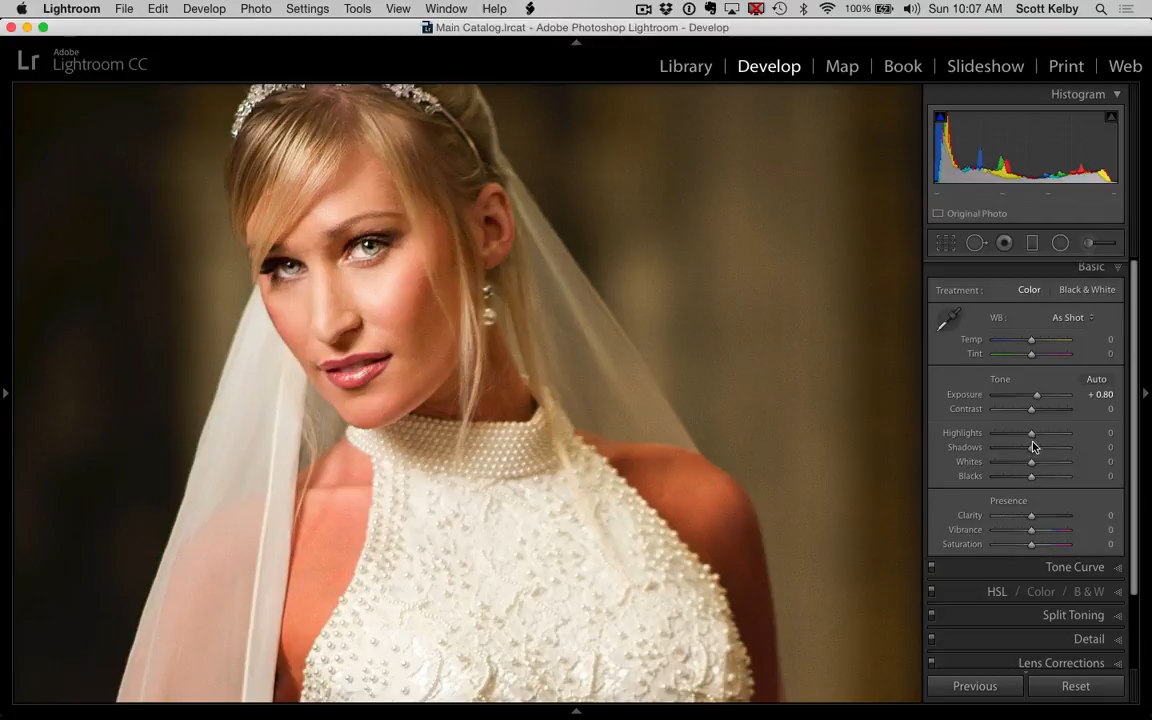 Lightroom File Edit Develop Photo Settings Tools View Window Help 100% Sun 10:07 AM Scott Kelby
Main Catalog.lrcat - Adobe Photoshop Lightroom - Develop
Lr Adobe Lightroom CC
Library Develop Map Book Slideshow Print Web
Histogram
Original Photo
Basic
Treatment : Color Black & White
WB : As Shot
Temp 0
Tint 0
Tone Auto
Exposure + 0.80
Contrast 0
Highlights 0
Shadows 0
Whites 0
Blacks 0
Presence
Clarity 0
Vibrance 0
Saturation 0
Tone Curve
HSL / Color / B & W
Split Toning
Detail
Lens Corrections
Previous Reset